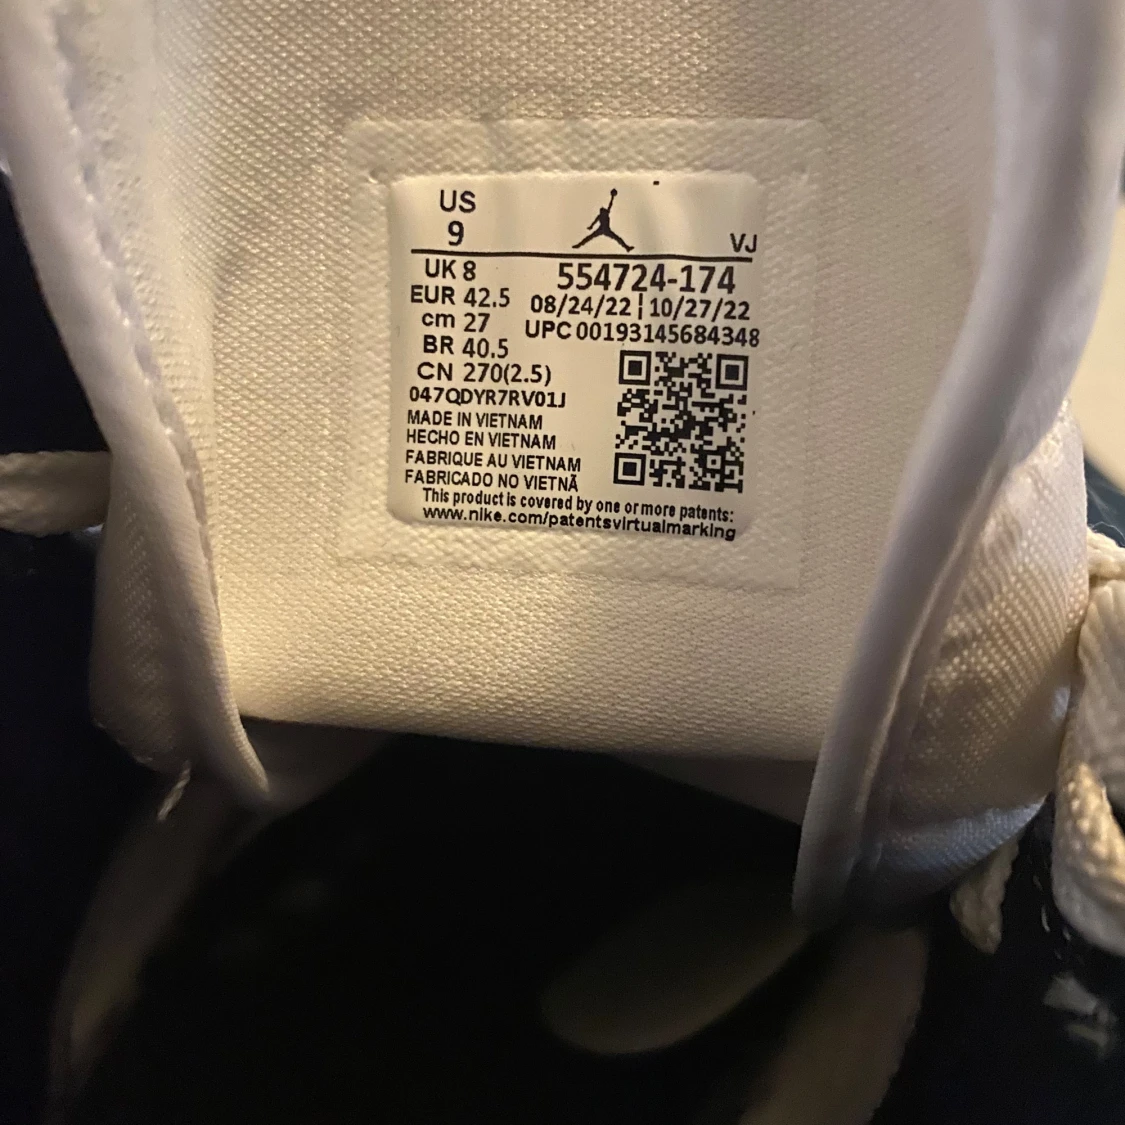 US
9
VJ
UK 8
554724-174
EUR 42.5
08/24/22 | 10/27/22
cm 27
UPC 00193145684348
BR 40.5
CN 270(2.5)
047QDYR7RV01J
MADE IN VIETNAM
HECHO EN VIETNAM
FABRIQUE AU VIETNAM
FABRICADO NO VIETNÃ
This product is covered by one or more patents:
www.nike.com/patentsvirtualmarking